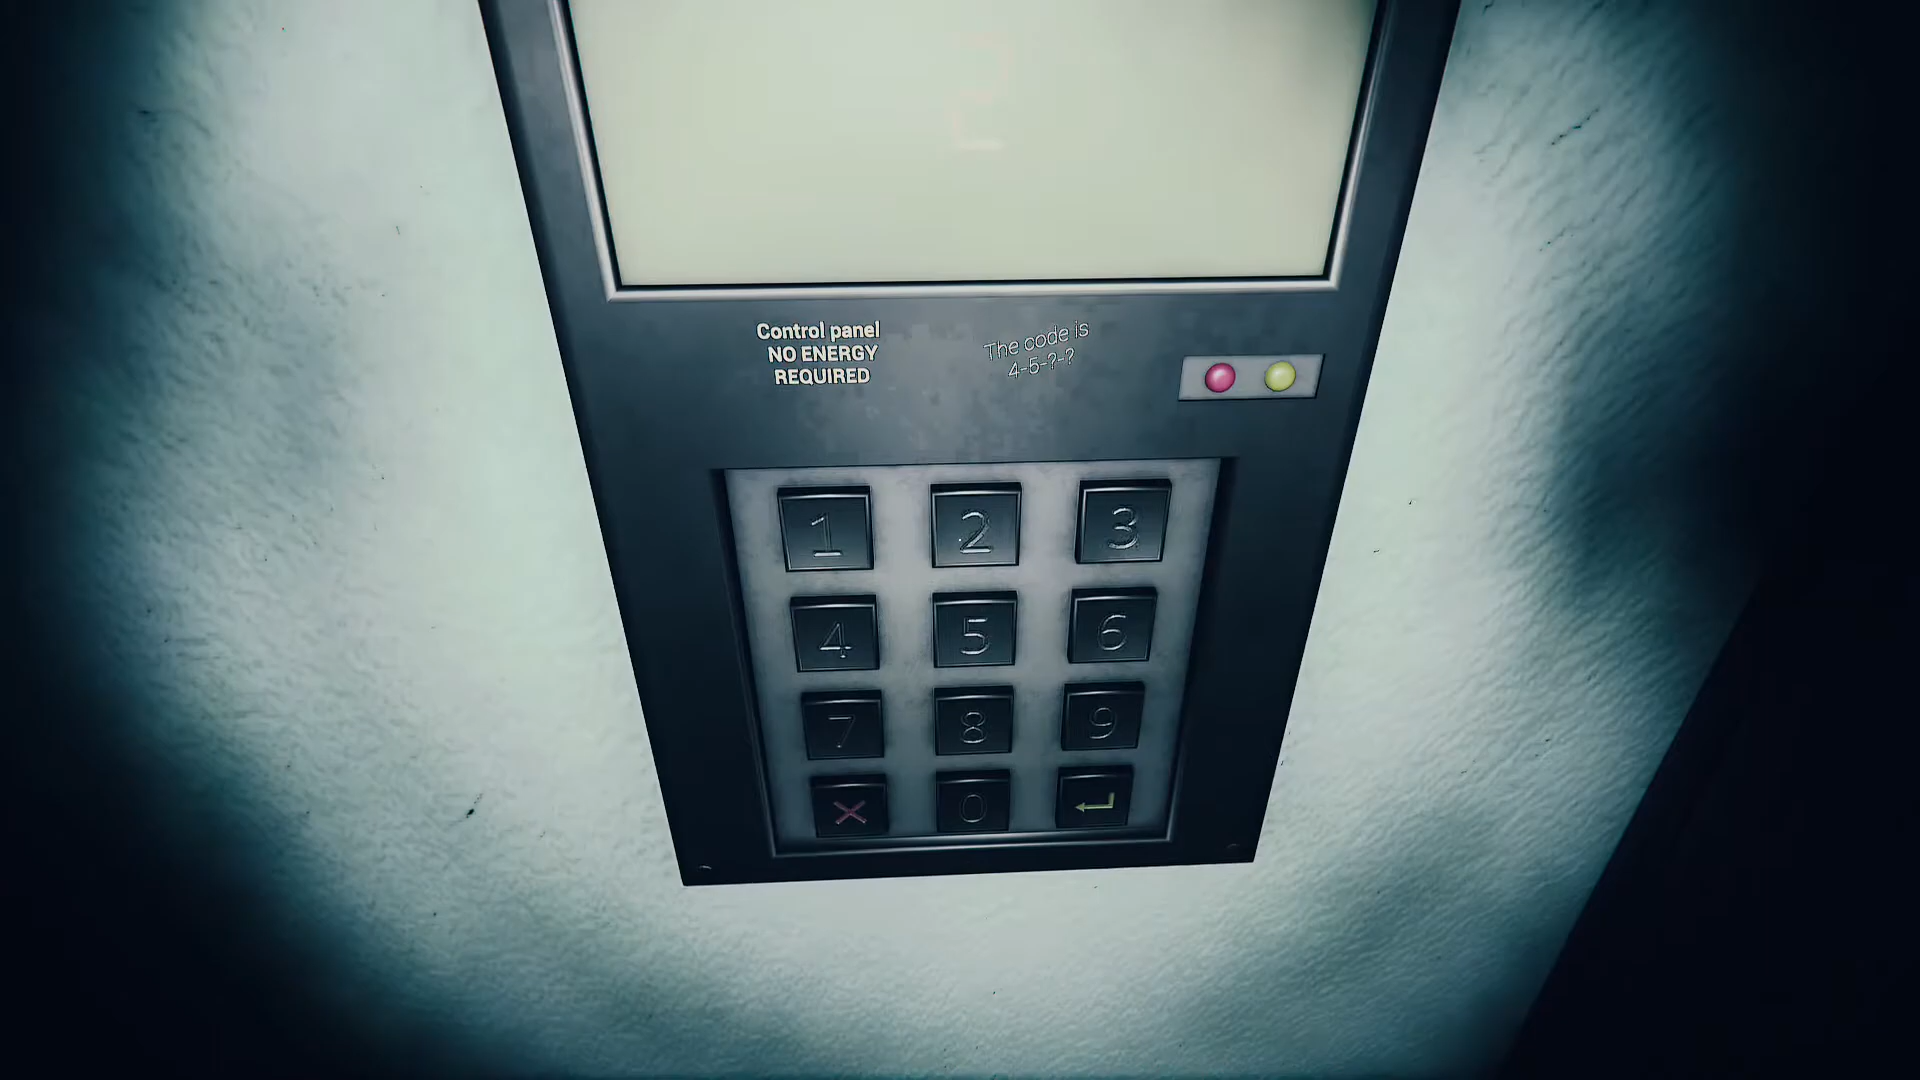 Control panel
NO ENERGY
REQUIRED
The code is
4-5-?-?
1 2 3
4 5 6
7 8 9
0